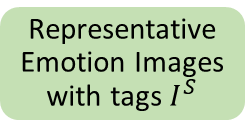 Representative
Emotion Images
with tags $I^S$